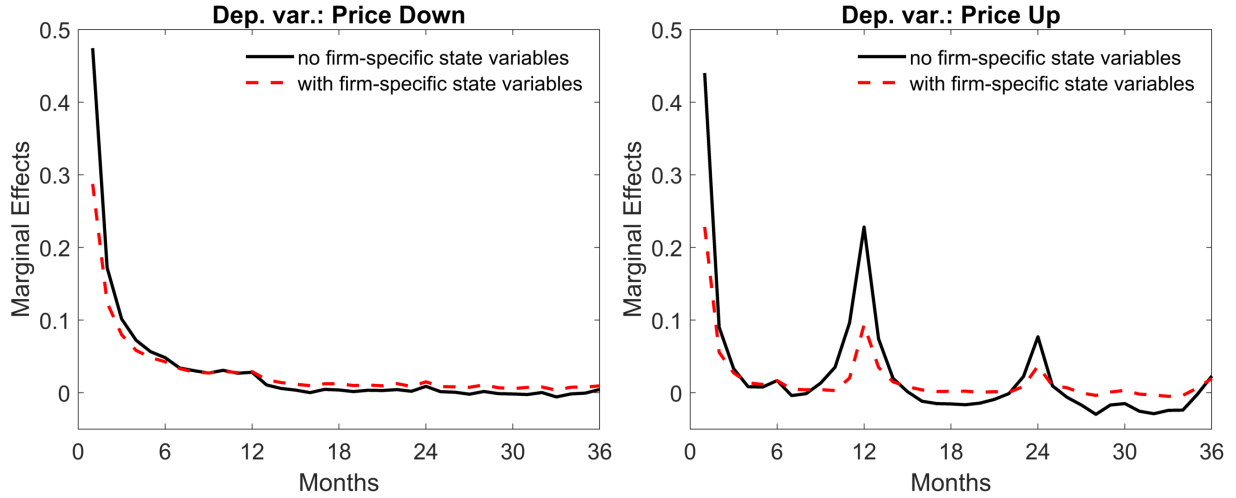 Dep. var.: Price Down
0.5
0.4
0.3
0.2
0.1
0
Marginal Effects
no firm-specific state variables
with firm-specific state variables
0 6 12 18 24 30 36
Months
Dep. var.: Price Up
0.5
0.4
0.3
0.2
0.1
0
Marginal Effects
no firm-specific state variables
with firm-specific state variables
0 6 12 18 24 30 36
Months